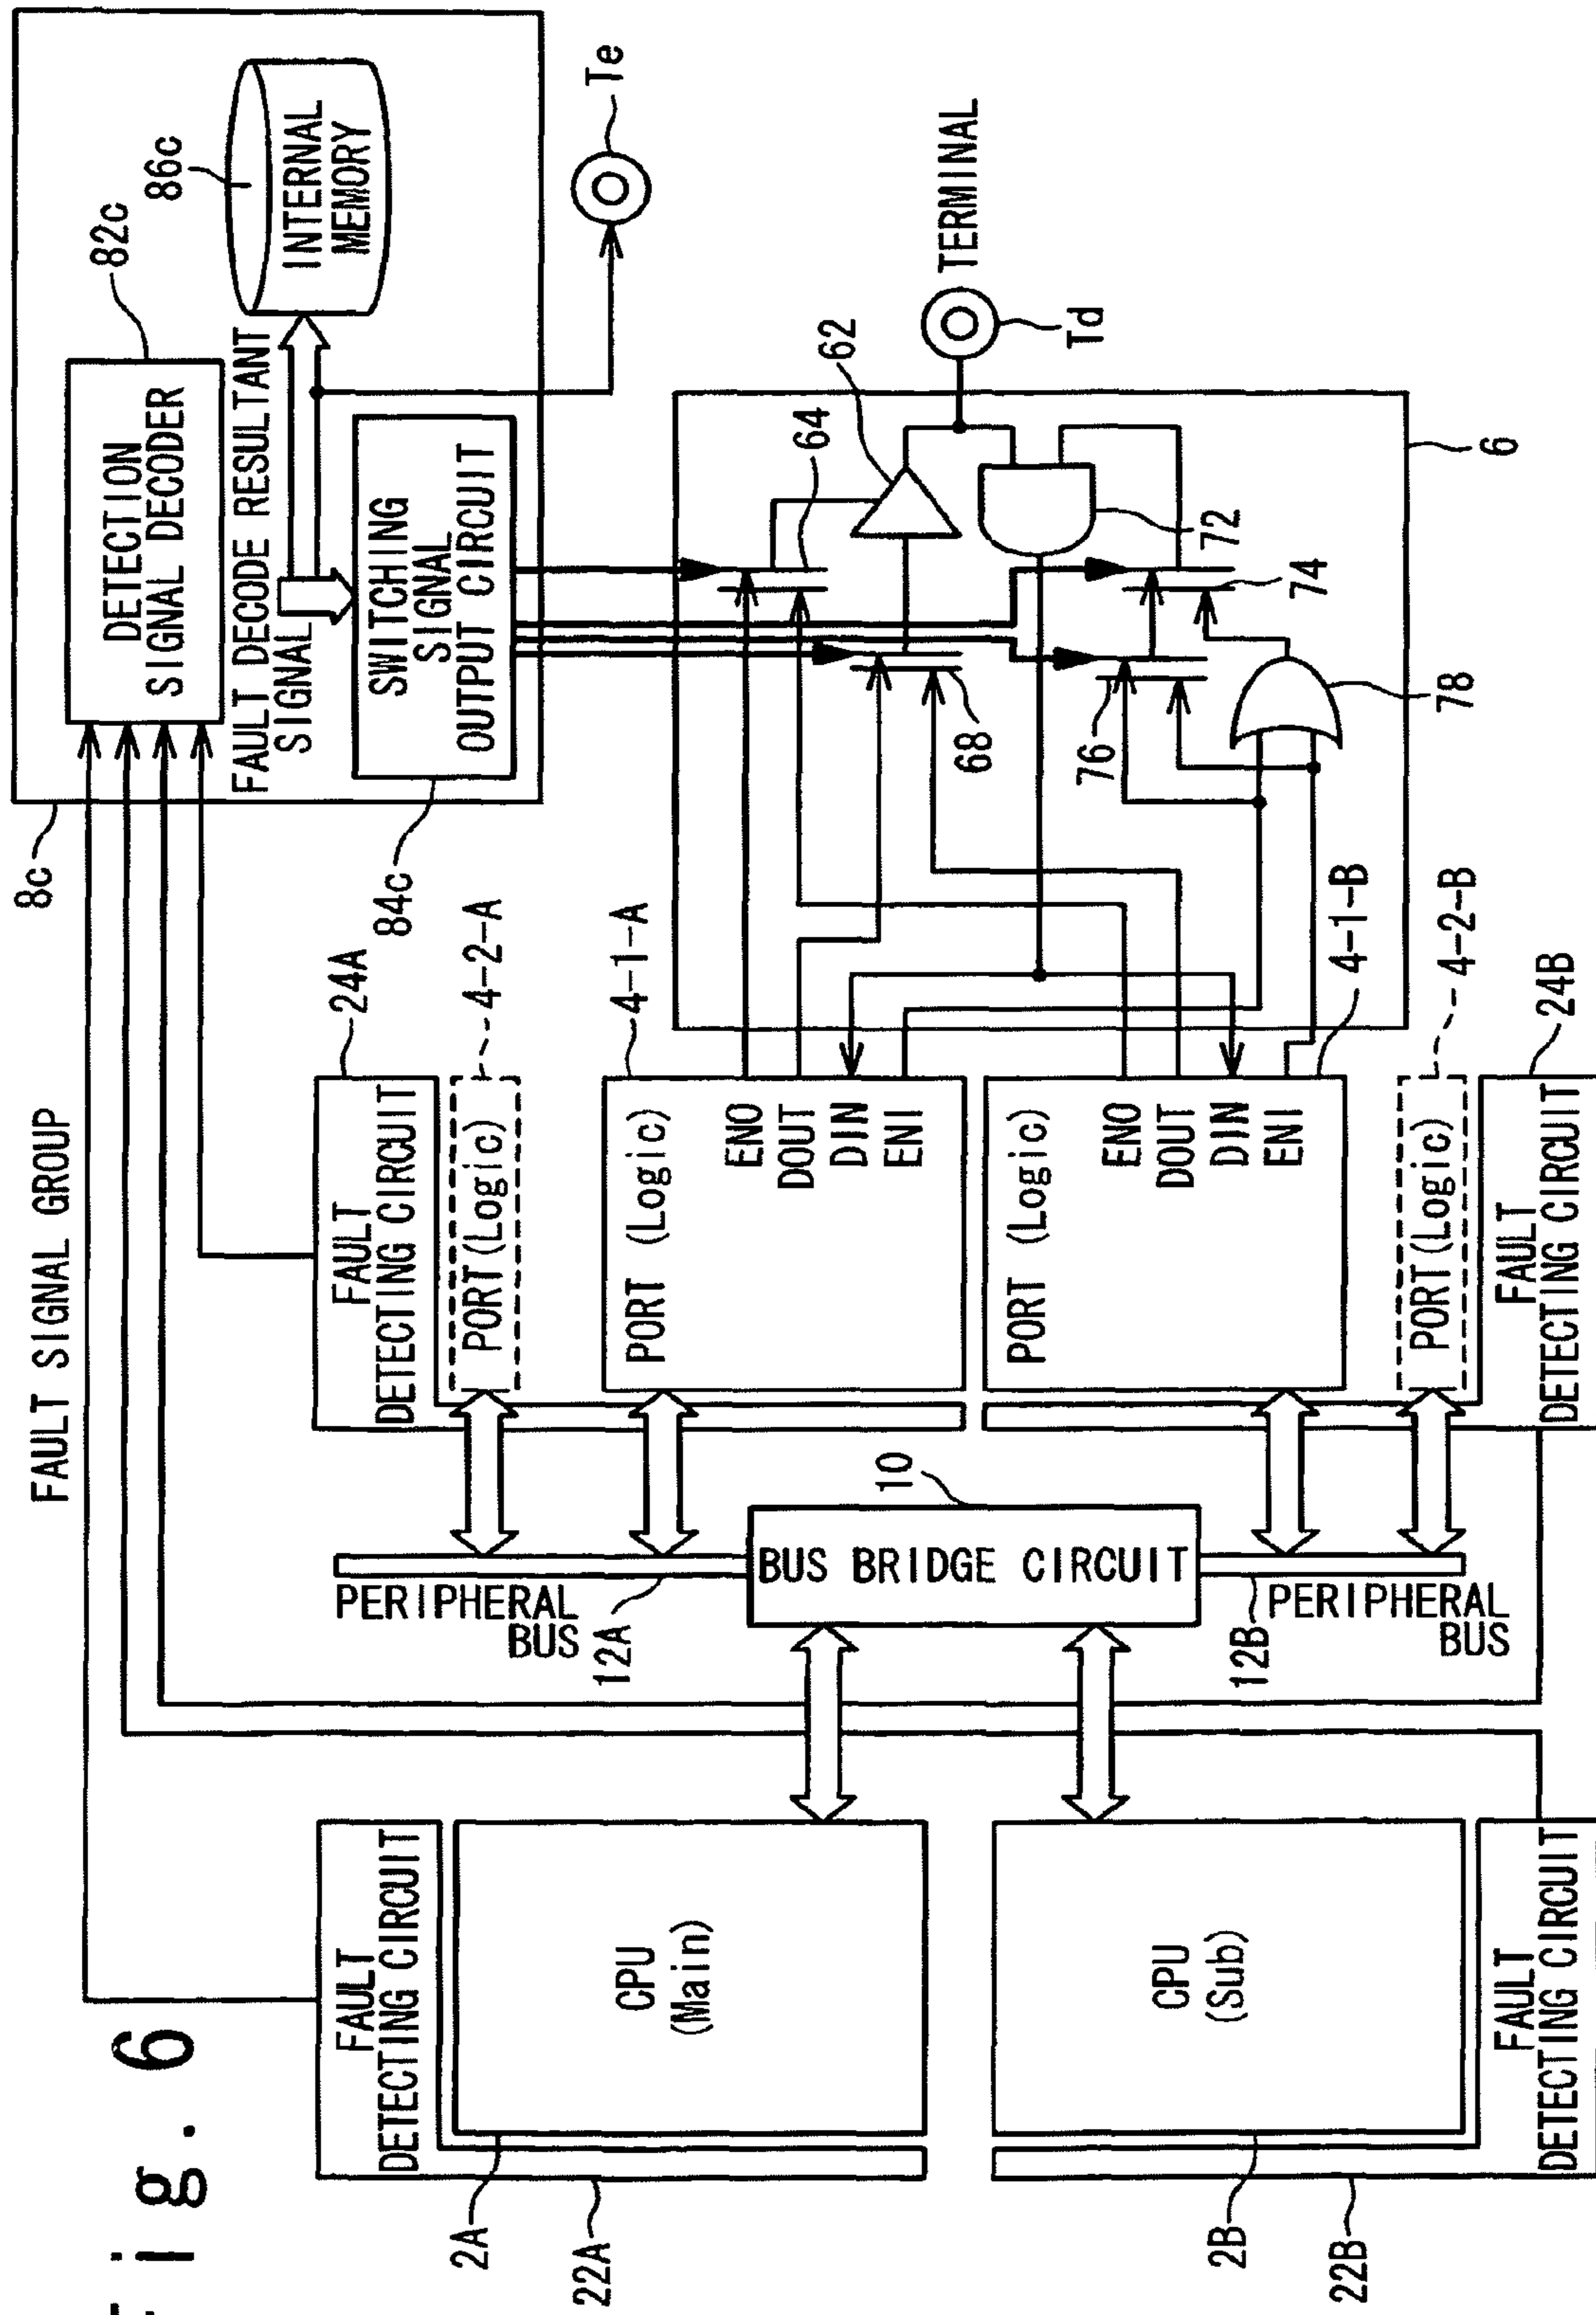 Fig. 6
FAULT SIGNAL GROUP
8c
DETECTION
SIGNAL DECODER
82c
86c
INTERNAL
MEMORY
FAULT DECODE RESULTANT
SIGNAL
SWITCHING
SIGNAL
OUTPUT CIRCUIT
84c
Te
FAULT
DETECTING CIRCUIT
22A
CPU
(Main)
2A
CPU
(Sub)
2B
FAULT
DETECTING CIRCUIT
22B
PERIPHERAL
BUS
12A
BUS BRIDGE CIRCUIT
10
12B
PERIPHERAL
BUS
FAULT
DETECTING CIRCUIT
24A
PORT(Logic)
4-2-A
PORT (Logic)
4-1-A
ENO
DOUT
DIN
ENI
PORT (Logic)
4-1-B
ENO
DOUT
DIN
ENI
PORT(Logic)
4-2-B
FAULT
DETECTING CIRCUIT
24B
64
62
68
72
74
76
78
6
TERMINAL
Td